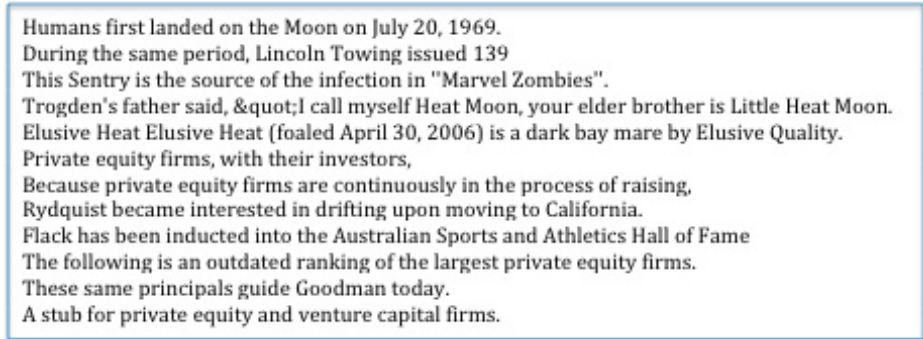 Humans first landed on the Moon on July 20, 1969.
During the same period, Lincoln Towing issued 139
This Sentry is the source of the infection in "Marvel Zombies".
Trogden's father said, &quot;I call myself Heat Moon, your elder brother is Little Heat Moon.
Elusive Heat Elusive Heat (foaled April 30, 2006) is a dark bay mare by Elusive Quality.
Private equity firms, with their investors,
Because private equity firms are continuously in the process of raising,
Rydquist became interested in drifting upon moving to California.
Flack has been inducted into the Australian Sports and Athletics Hall of Fame
The following is an outdated ranking of the largest private equity firms.
These same principals guide Goodman today.
A stub for private equity and venture capital firms.